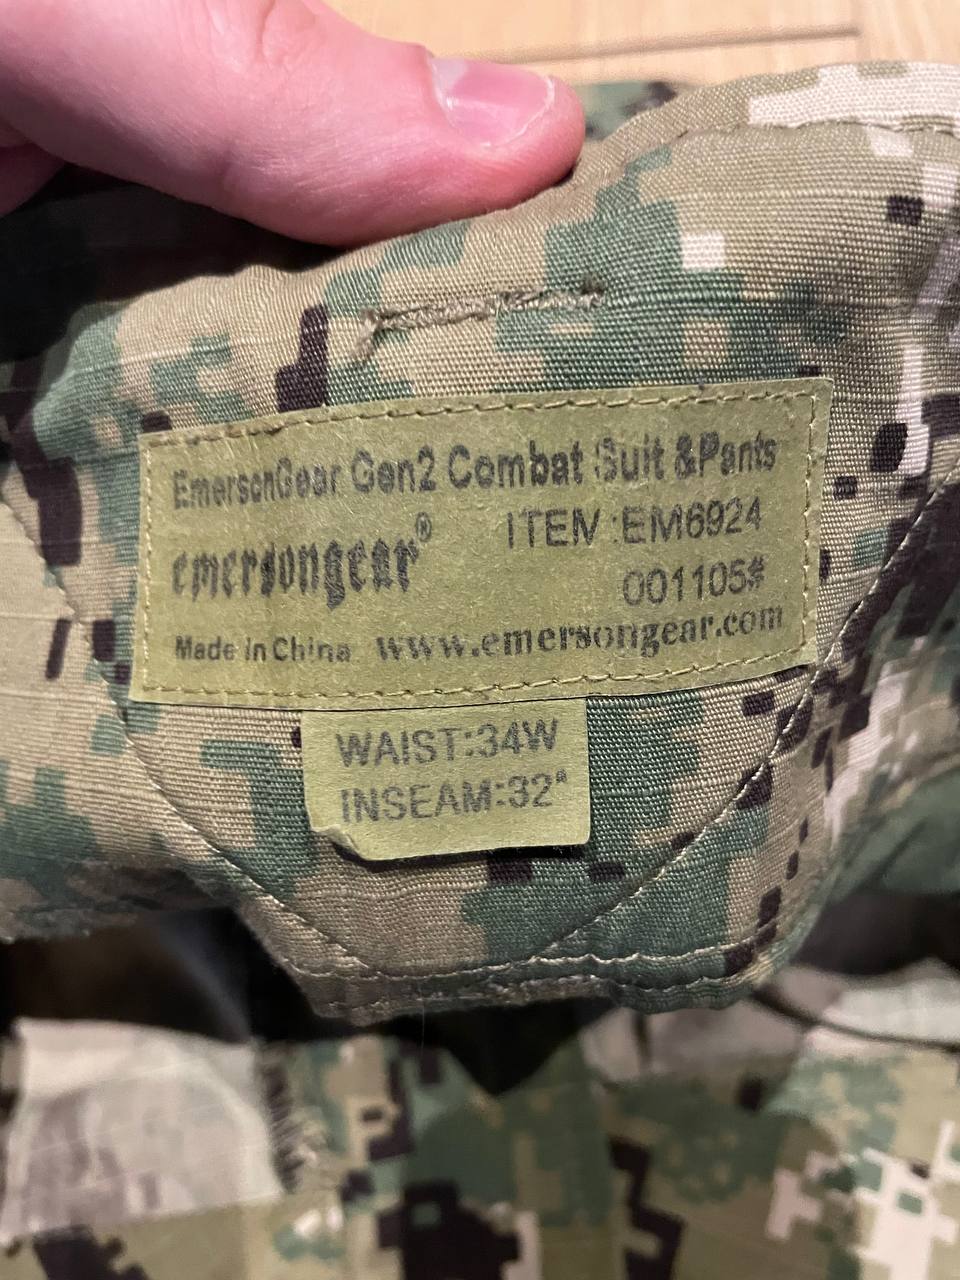 EmersonGear Gen2 Combat Suit &Pants
emersongear® ITEM :EM6924
001105#
Made in China www.emersongear.com
WAIST:34W
INSEAM:32"